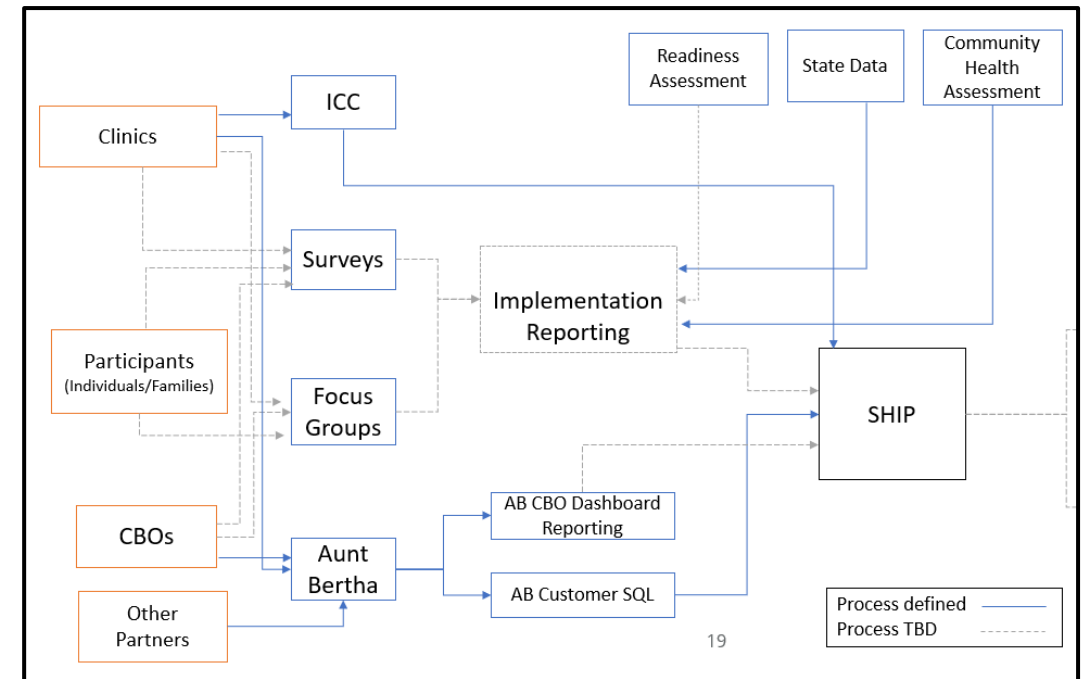 Readiness
Assessment
State Data
Community
Health
Assessment
ICC
Clinics
Surveys
Implementation
Reporting
Participants
(Individuals/Families)
Focus
Groups
SHIP
AB CBO Dashboard
Reporting
CBOs
Aunt
Bertha
AB Customer SQL
Other
Partners
Process defined
Process TBD
19